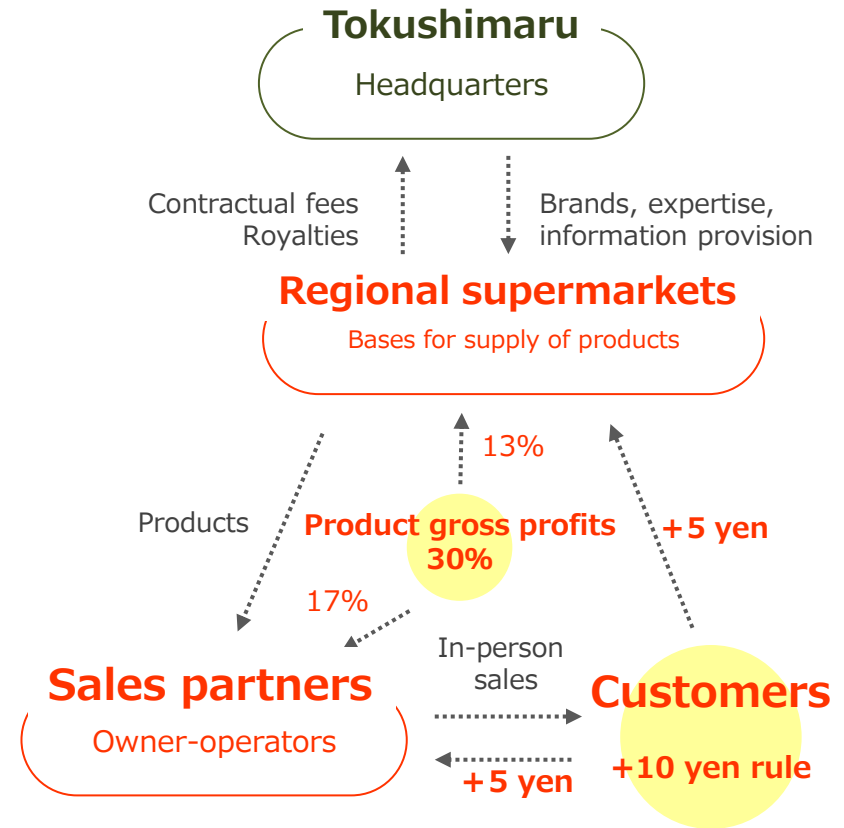 Tokushimaru
Headquarters
Contractual fees
Royalties
Brands, expertise,
information provision
Regional supermarkets
Bases for supply of products
13%
Products
Product gross profits
30%
+5 yen
17%
In-person
sales
Sales partners
Owner-operators
Customers
+10 yen rule
+5 yen